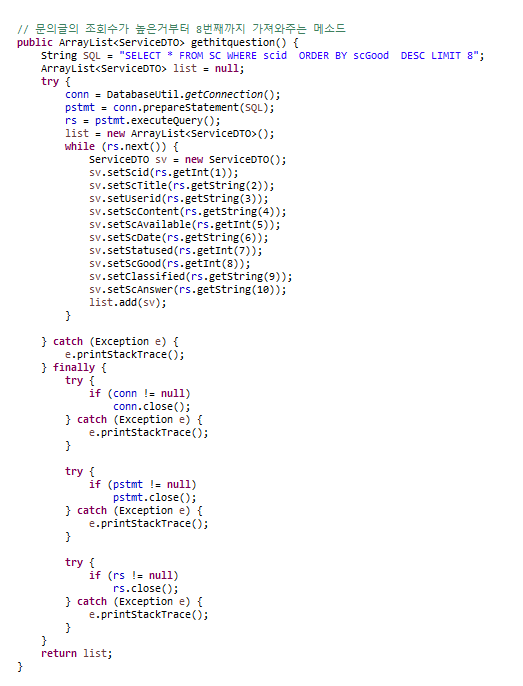 // 문의글의 조회수가 높은거부터 8번째까지 가져와주는 메소드
public ArrayList<ServiceDTO> gethitquestion() {
    String SQL = "SELECT * FROM SC WHERE scid  ORDER BY scGood  DESC LIMIT 8";
    ArrayList<ServiceDTO> list = null;
    try {
        conn = DatabaseUtil.getConnection();
        pstmt = conn.prepareStatement(SQL);
        rs = pstmt.executeQuery();
        list = new ArrayList<ServiceDTO>();
        while (rs.next()) {
            ServiceDTO sv = new ServiceDTO();
            sv.setScid(rs.getInt(1));
            sv.setScTitle(rs.getString(2));
            sv.setUserid(rs.getString(3));
            sv.setScContent(rs.getString(4));
            sv.setScAvailable(rs.getInt(5));
            sv.setScDate(rs.getString(6));
            sv.setStatused(rs.getInt(7));
            sv.setScGood(rs.getInt(8));
            sv.setClassified(rs.getString(9));
            sv.setScAnswer(rs.getString(10));
            list.add(sv);
        }

    } catch (Exception e) {
        e.printStackTrace();
    } finally {
        try {
            if (conn != null)
                conn.close();
        } catch (Exception e) {
            e.printStackTrace();
        }

        try {
            if (pstmt != null)
                pstmt.close();
        } catch (Exception e) {
            e.printStackTrace();
        }

        try {
            if (rs != null)
                rs.close();
        } catch (Exception e) {
            e.printStackTrace();
        }
    }
    return list;
}